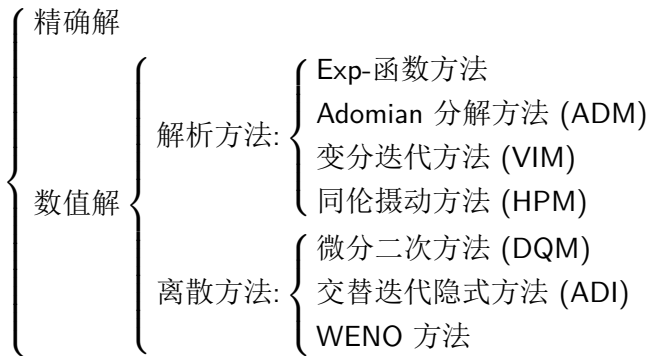 精确解
数值解
解析方法:
Exp-函数方法
Adomian 分解方法 (ADM)
变分迭代方法 (VIM)
同伦摄动方法 (HPM)
离散方法:
微分二次方法 (DQM)
交替迭代隐式方法 (ADI)
WENO 方法